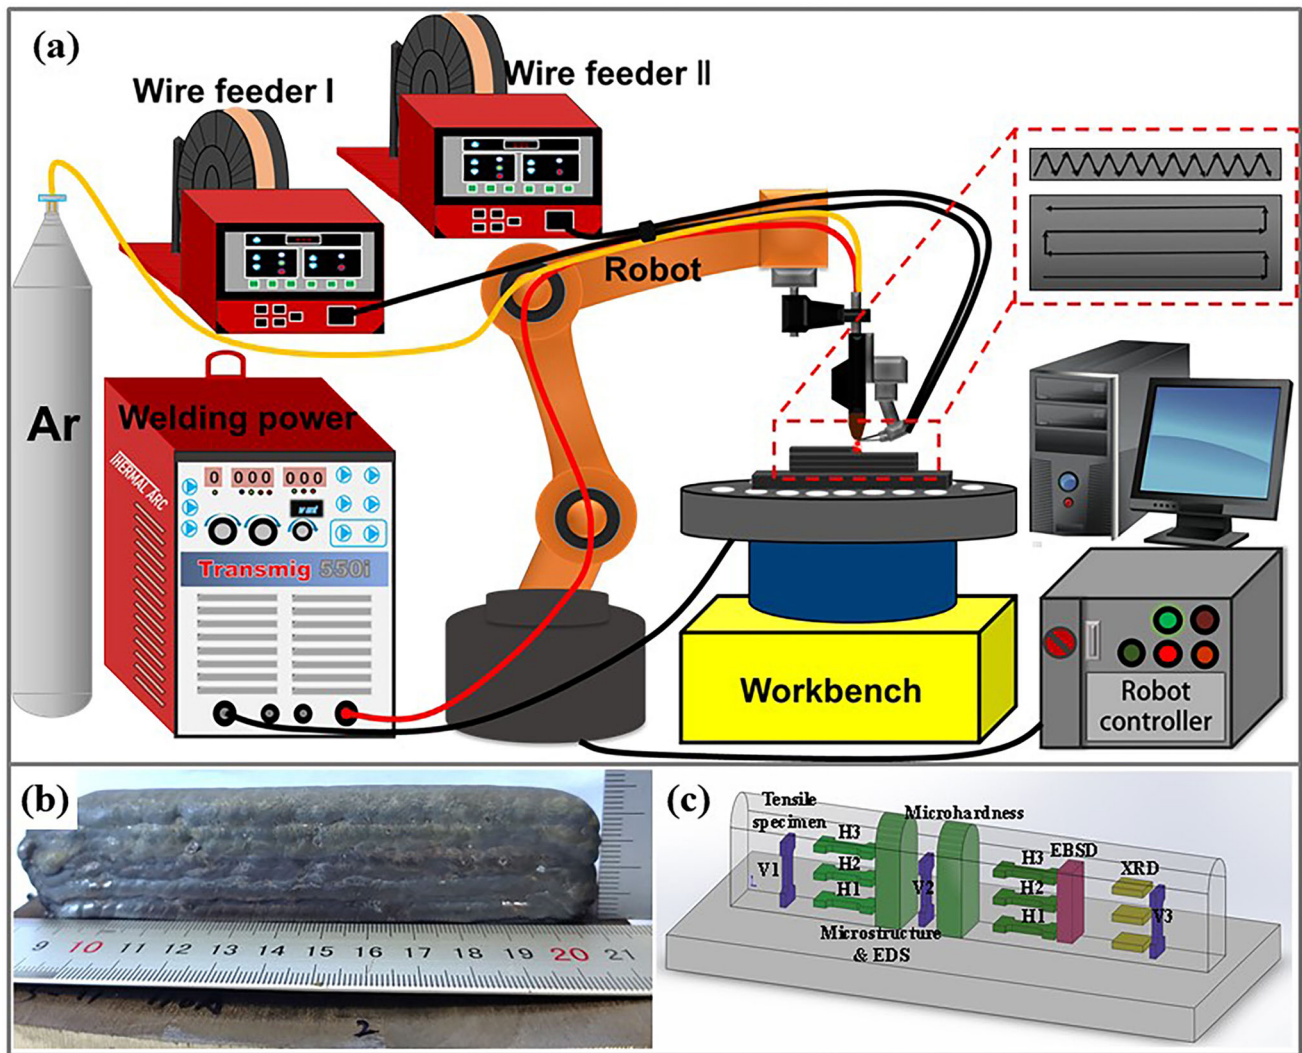 (a)
Wire feeder I
Wire feeder II
Robot
Ar
Welding power
THERMAL ARC
0 000 000
Transmig 550i
Workbench
Robot
controller
(b)
9 10 11 12 13 14 15 16 17 18 19 20 21
2
(c)
Tensile
specimen
Microhardness
H3
H2
H1
V1
V2
H3
H2
H1
EBSD
XRD
V3
Microstructure
& EDS